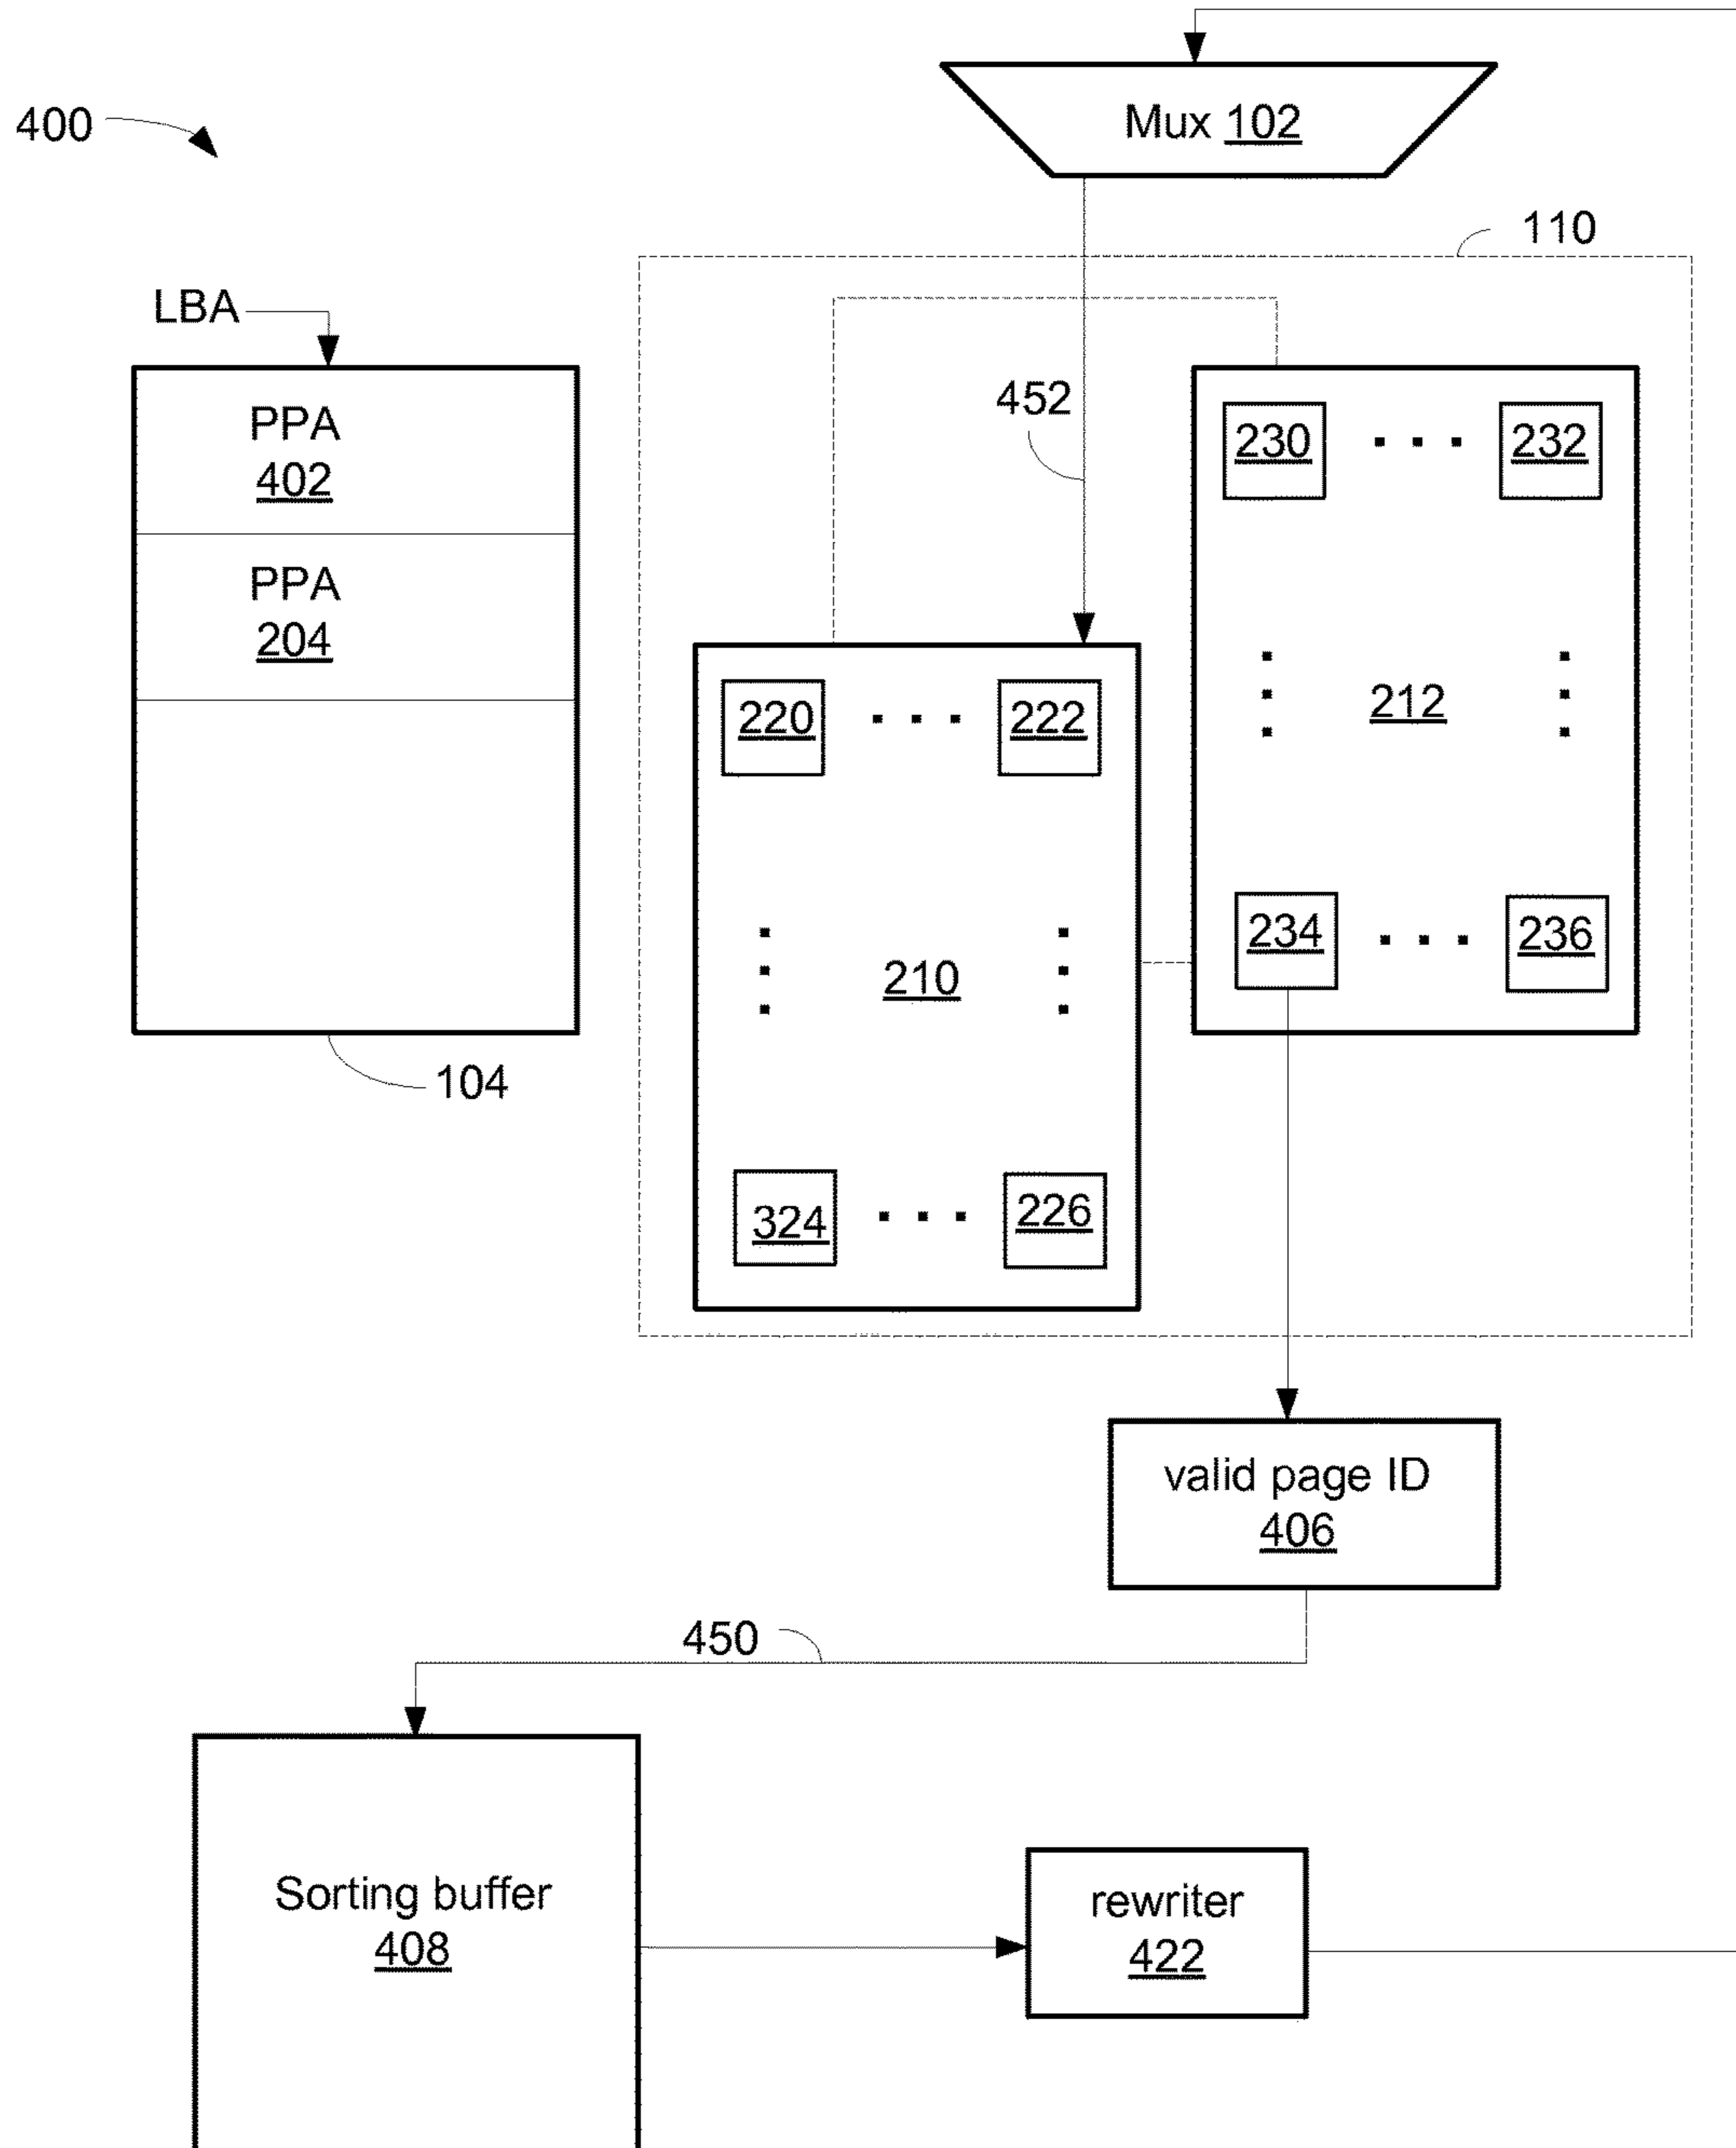 Mux 102
400
110
LBA
PPA
402
452
230
232
PPA
204
220
222
212
234
236
210
104
324
226
valid page ID
406
450
Sorting buffer
408
rewriter
422